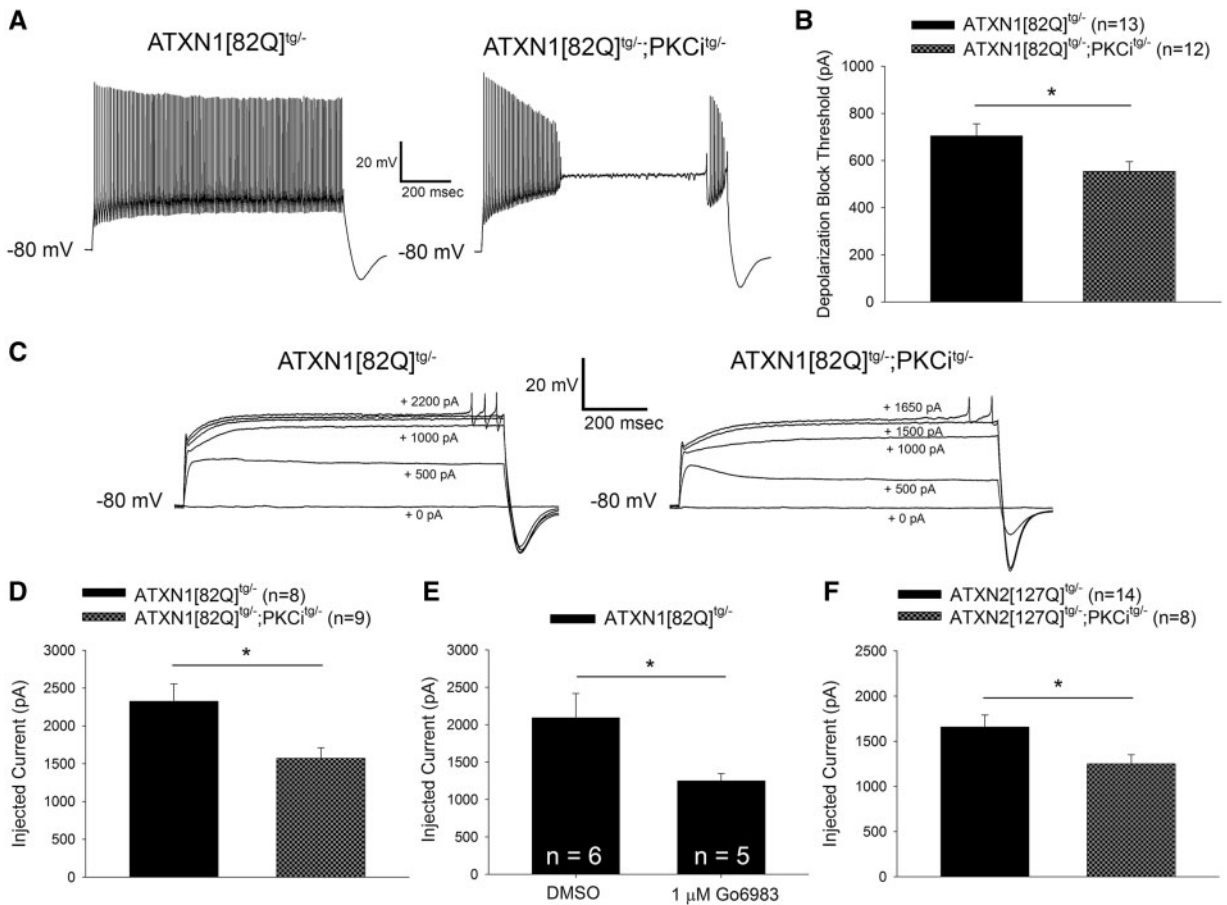 A
ATXN1[82Q]tg/-
ATXN1[82Q]tg/-;PKCitg/-
20 mV
200 msec
-80 mV
-80 mV
B
ATXN1[82Q]tg/- (n=13)
ATXN1[82Q]tg/-;PKCitg/- (n=12)
*
Depolarization Block Threshold (pA)
1000
800
600
400
200
0
C
ATXN1[82Q]tg/-
ATXN1[82Q]tg/-;PKCitg/-
20 mV
200 msec
+ 2200 pA
+ 1000 pA
+ 500 pA
+ 0 pA
-80 mV
+ 1650 pA
+ 1500 pA
+ 1000 pA
+ 500 pA
+ 0 pA
-80 mV
D
ATXN1[82Q]tg/- (n=8)
ATXN1[82Q]tg/-;PKCitg/- (n=9)
*
Injected Current (pA)
3000
2500
2000
1500
1000
500
0
E
ATXN1[82Q]tg/-
*
Injected Current (pA)
3000
2500
2000
1500
1000
500
0
n = 6
n = 5
DMSO
1 μM Go6983
F
ATXN2[127Q]tg/- (n=14)
ATXN2[127Q]tg/-;PKCitg/- (n=8)
*
Injected Current (pA)
2500
2000
1500
1000
500
0